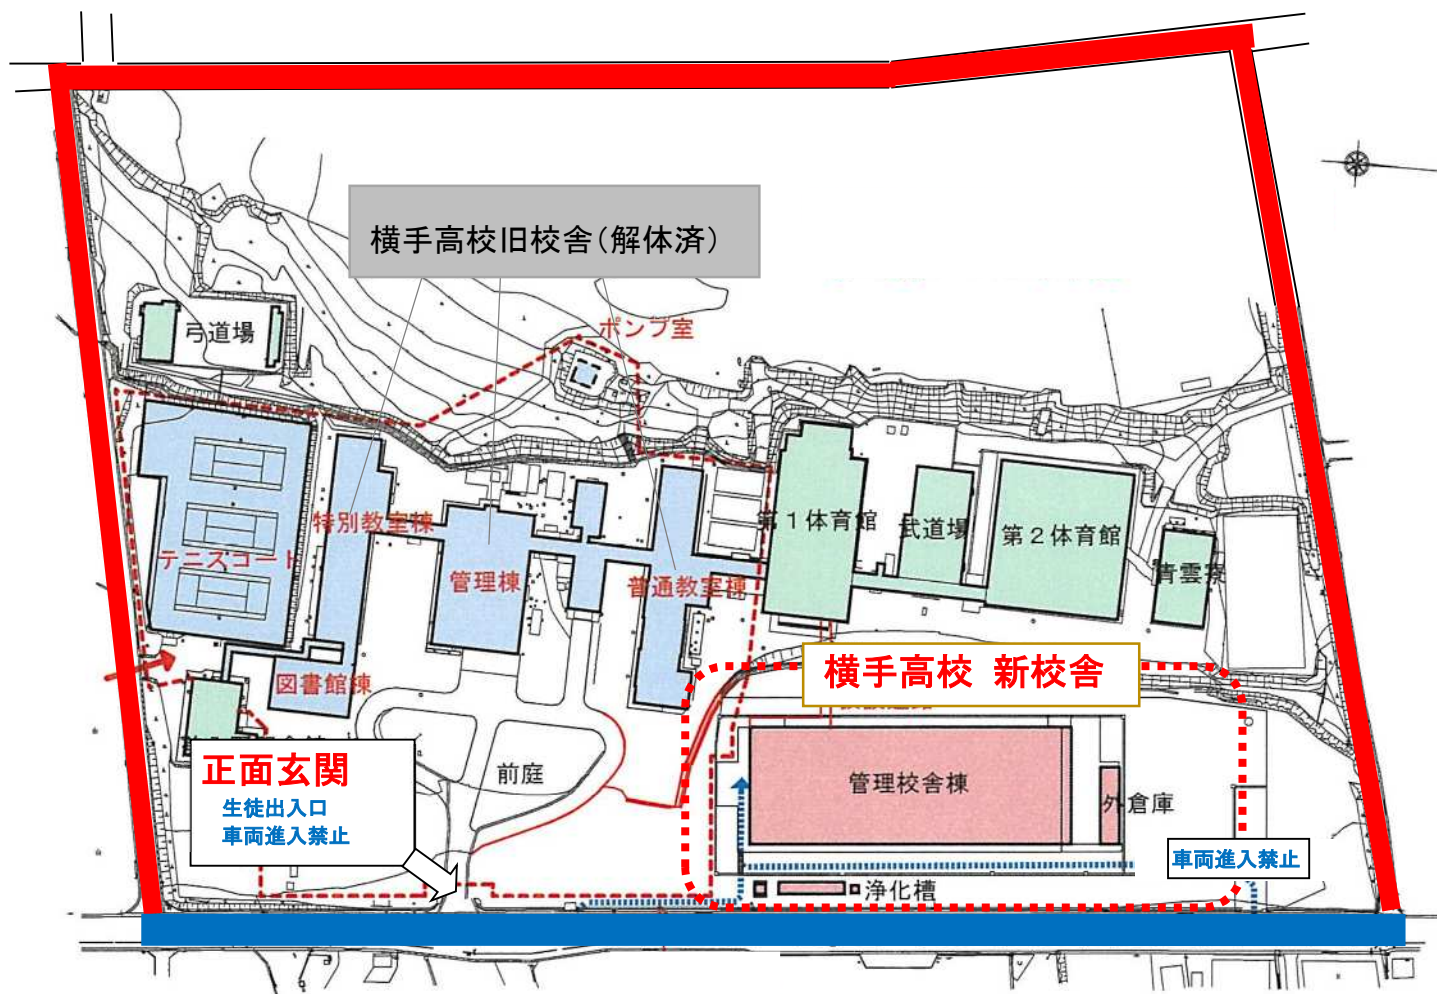 横手高校旧校舎(解体済)
弓道場
ポンプ室
特別教室棟
テニスコート
管理棟
普通教室棟
第1体育館
武道場
第2体育館
青雲寮
図書館棟
横手高校 新校舎
正面玄関
生徒出入口
車両進入禁止
前庭
管理校舎棟
外倉庫
車両進入禁止
浄化槽